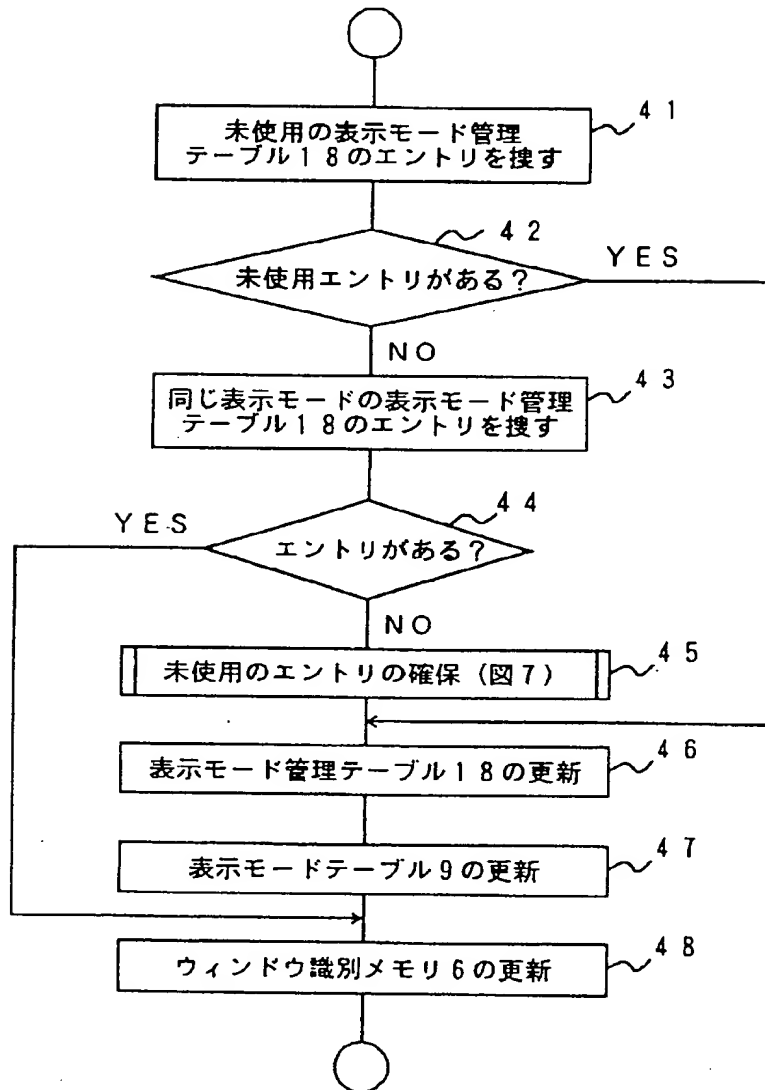 41
未使用の表示モード管理
テーブル18のエントリを捜す
42
未使用エントリがある?
YES
NO
43
同じ表示モードの表示モード管理
テーブル18のエントリを捜す
44
YES
エントリがある?
NO
未使用のエントリの確保(図7)
45
表示モード管理テーブル18の更新
46
表示モードテーブル9の更新
47
ウィンドウ識別メモリ6の更新
48